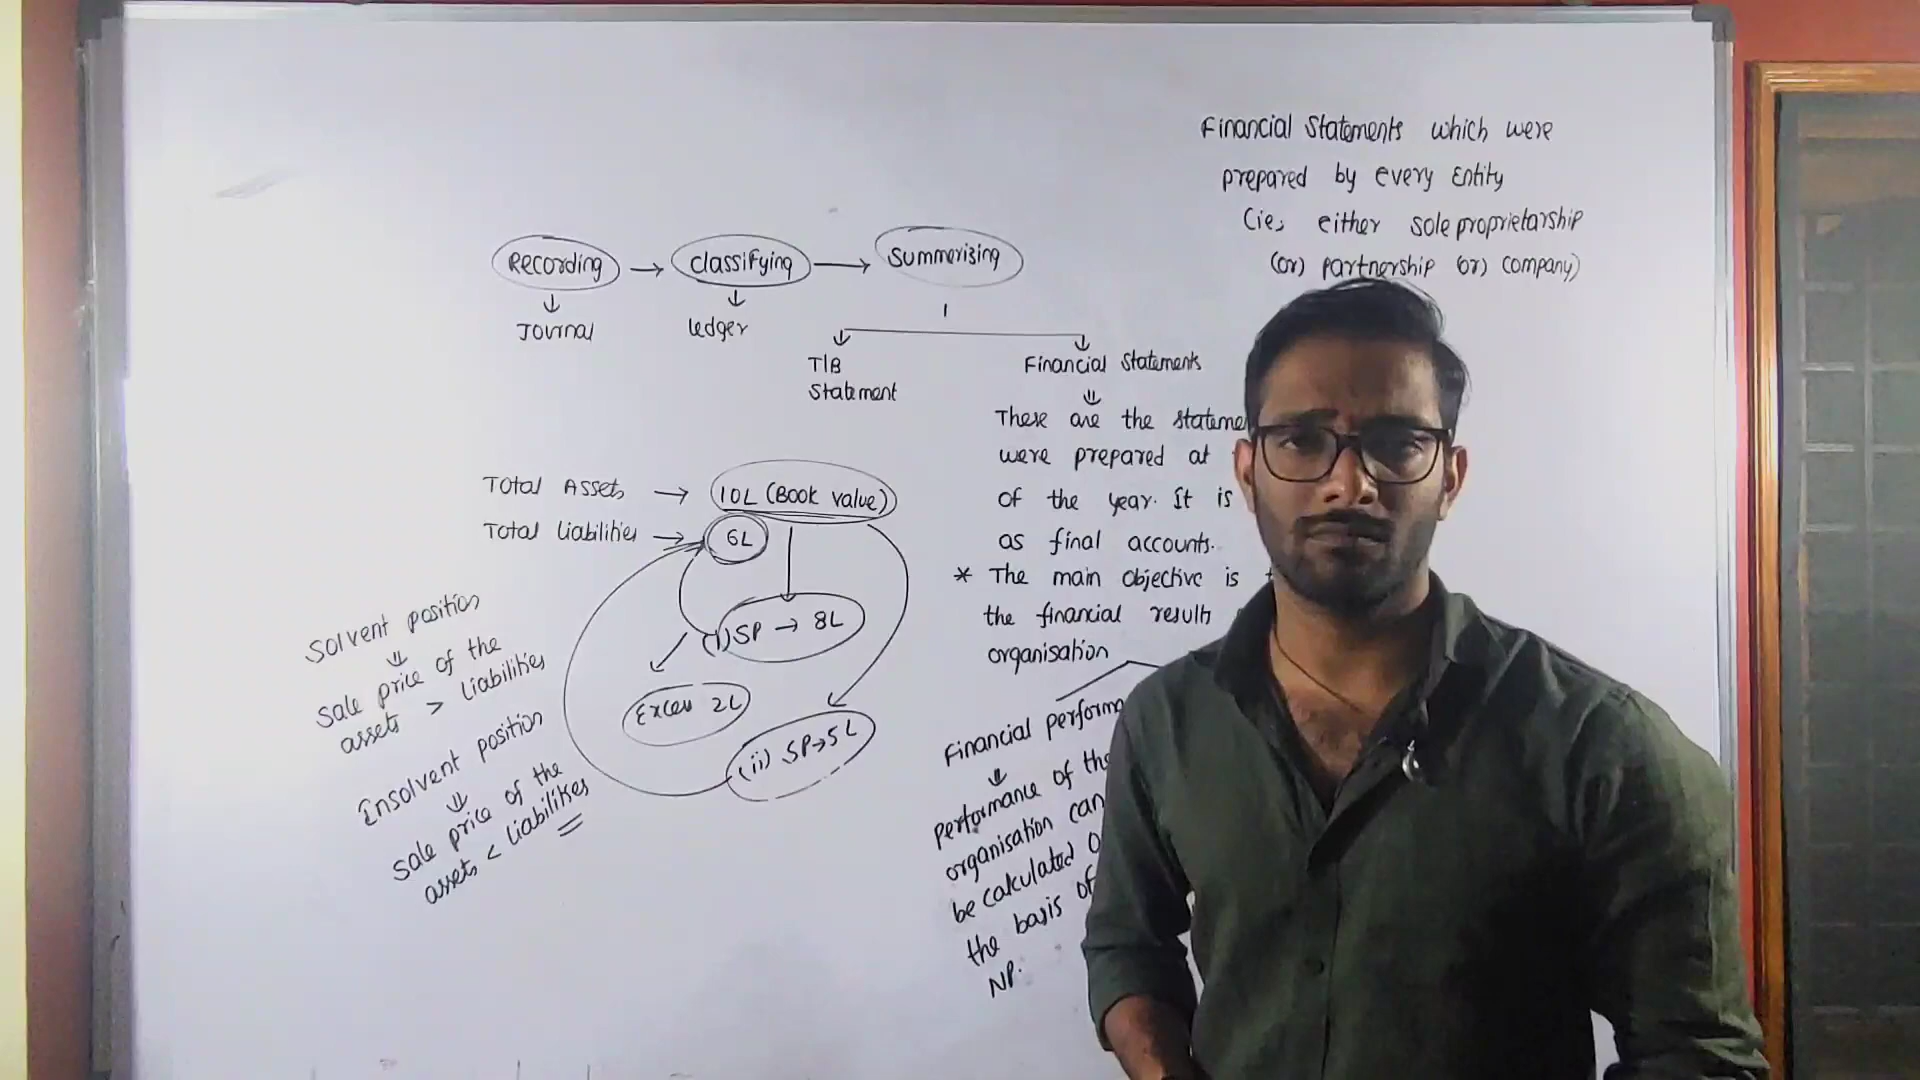 Financial Statements which were
prepared by every Entity
(ie, either sole proprietarship
(or) partnership (or) company)
Recording → classifying → Summerizing
Journal
ledger
T/B
Statement
Financial Statements
These are the stateme
were prepared at
of the year. It is
as final accounts.
* The main objective is
the financial results
organisation
Financial perform
performance of the
organisation can
be calculated o
the basis of
NP.
Total Assets → 10L (Book value)
Total liabilities → 6L
(i) SP → 8L
Excess 2L
(ii) SP→5L
Solvent position
Sale price of the
assets > liabilities
Insolvent position
Sale price of the
assets < liabilities